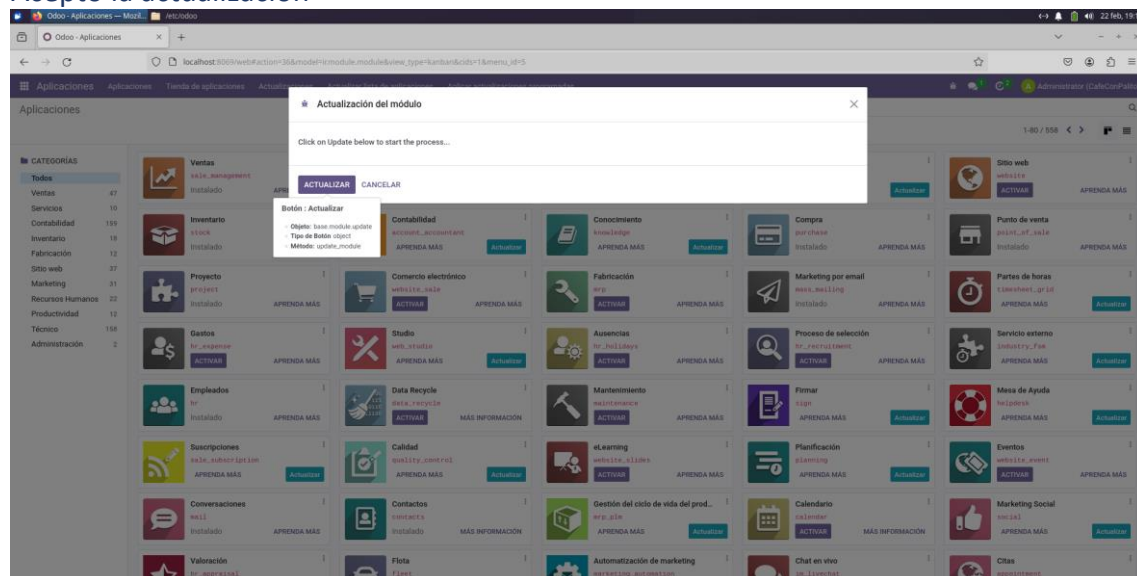 Acepto la actualización
Odoo - Aplicaciones — Mozil...
/etc/odoo
22 feb, 19:
Odoo - Aplicaciones
localhost:8069/web#action=36&model=ir.module.module&view_type=kanban&cids=1&menu_id=5
Aplicaciones
Aplicaciones
Tienda de aplicaciones
Administrator (CafeConPalito
Aplicaciones
1-80 / 558
Actualización del módulo
Click on Update below to start the process...
ACTUALIZAR
CANCELAR
Botón : Actualizar
Objeto: base.module.update
Tipo de Botón: object
Método: update_module
CATEGORÍAS
Todos
Ventas 47
Servicios 10
Contabilidad 199
Inventario 18
Fabricación 12
Sitio web 37
Marketing 31
Recursos Humanos 22
Productividad 12
Técnico 168
Administración 2
Ventas
sale_management
Instalado
Actualizar
Sitio web
website
ACTIVAR APRENDA MÁS
Inventario
stock
Instalado
Contabilidad
account_accountant
APRENDA MÁS Actualizar
Conocimiento
knowledge
APRENDA MÁS Actualizar
Compra
purchase
Instalado APRENDA MÁS
Punto de venta
point_of_sale
Instalado APRENDA MÁS
Proyecto
project
Instalado APRENDA MÁS
Comercio electrónico
website_sale
ACTIVAR APRENDA MÁS
Fabricación
mrp
ACTIVAR APRENDA MÁS
Marketing por email
mass_mailing
Instalado APRENDA MÁS
Partes de horas
timesheet_grid
APRENDA MÁS Actualizar
Gastos
hr_expense
ACTIVAR APRENDA MÁS
Studio
web_studio
APRENDA MÁS Actualizar
Ausencias
hr_holidays
ACTIVAR APRENDA MÁS
Proceso de selección
hr_recruitment
ACTIVAR APRENDA MÁS
Servicio externo
industry_fsm
APRENDA MÁS Actualizar
Empleados
hr
Instalado APRENDA MÁS
Data Recycle
data_recycle
ACTIVAR MÁS INFORMACIÓN
Mantenimiento
maintenance
ACTIVAR APRENDA MÁS
Firmar
sign
APRENDA MÁS Actualizar
Mesa de Ayuda
helpdesk
APRENDA MÁS Actualizar
Suscripciones
sale_subscription
APRENDA MÁS Actualizar
Calidad
quality_control
APRENDA MÁS Actualizar
eLearning
website_slides
ACTIVAR APRENDA MÁS
Planificación
planning
APRENDA MÁS Actualizar
Eventos
website_event
ACTIVAR APRENDA MÁS
Conversaciones
mail
Instalado APRENDA MÁS
Contactos
contacts
Instalado MÁS INFORMACIÓN
Gestión del ciclo de vida del prod...
mrp_plm
APRENDA MÁS Actualizar
Calendario
calendar
ACTIVAR MÁS INFORMACIÓN
Marketing Social
social
APRENDA MÁS Actualizar
Valoración
hr_appraisal
Flota
fleet
Automatización de marketing
marketing_automation
Chat en vivo
im_livechat
Citas
appointment